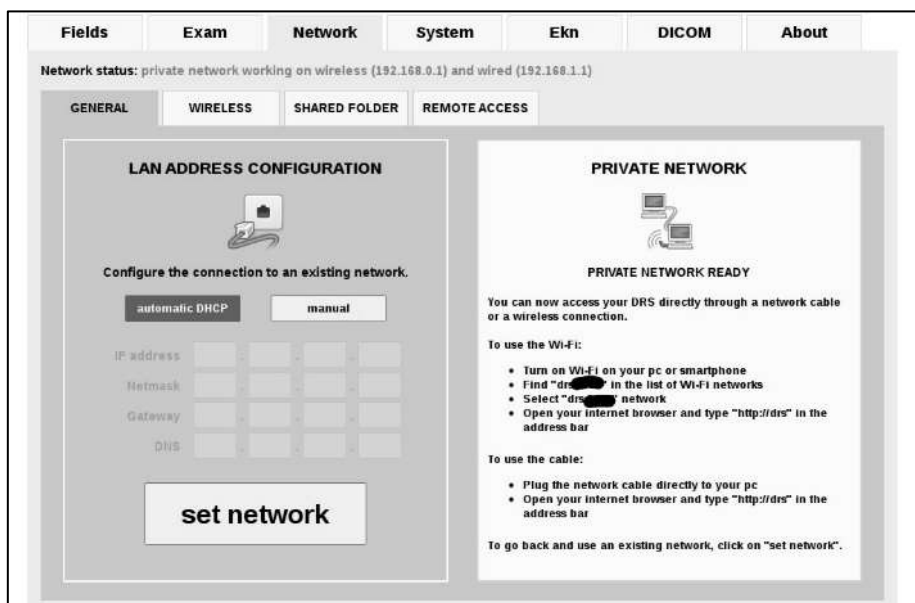 Fields Exam Network System Ekn DICOM About
Network status: private network working on wireless (192.168.0.1) and wired (192.168.1.1)
GENERAL WIRELESS SHARED FOLDER REMOTE ACCESS
LAN ADDRESS CONFIGURATION
Configure the connection to an existing network.
automatic DHCP manual
IP address
Netmask
Gateway
DNS
set network
PRIVATE NETWORK
PRIVATE NETWORK READY
You can now access your DRS directly through a network cable
or a wireless connection.
To use the Wi-Fi:
• Turn on Wi-Fi on your pc or smartphone
• Find "drs " in the list of Wi-Fi networks
• Select "drs " network
• Open your internet browser and type "http://drs" in the
address bar
To use the cable:
• Plug the network cable directly to your pc
• Open your internet browser and type "http://drs" in the
address bar
To go back and use an existing network, click on "set network".